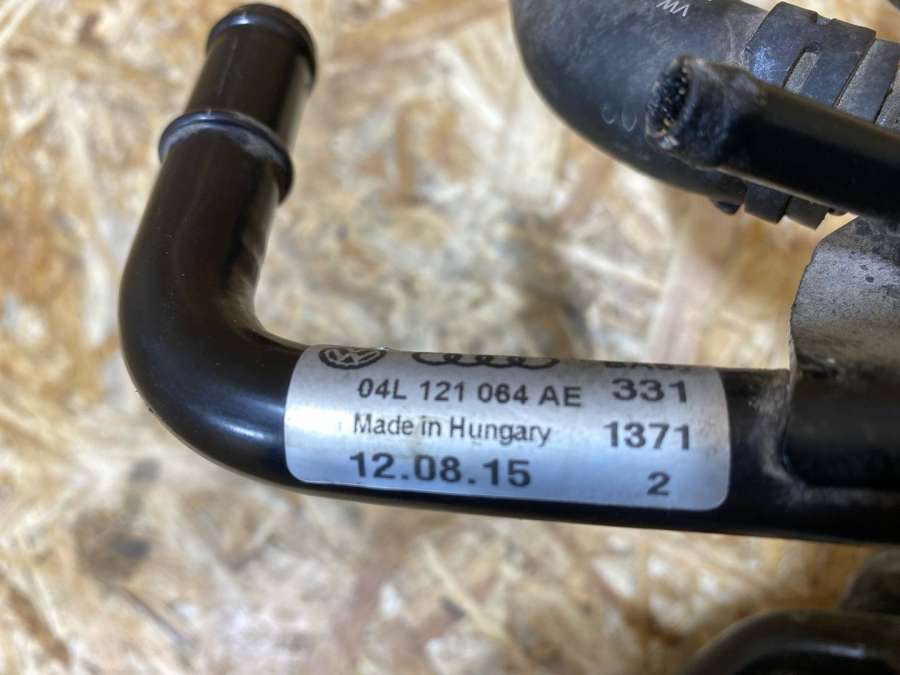 04L 121 064 AE 331
Made in Hungary 1371
12.08.15 2